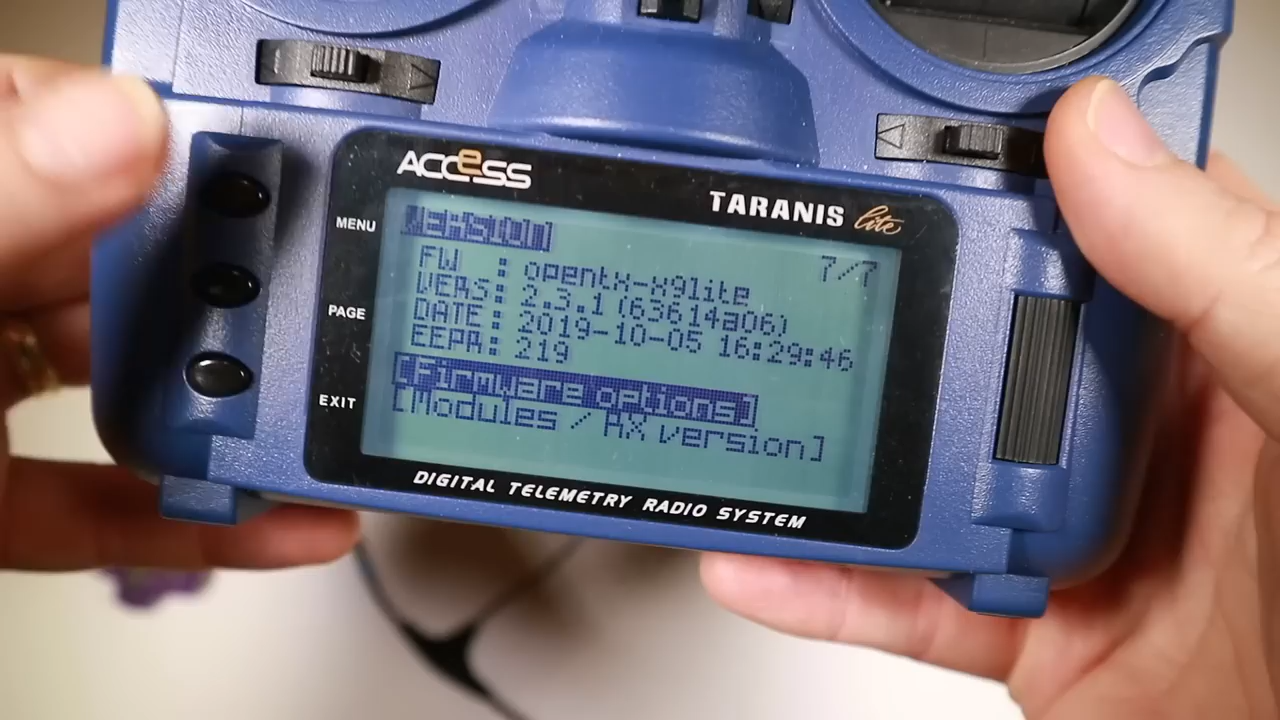 ACCeSS
TARANIS lite
MENU
PAGE
EXIT
VERSION
7/7
FW : opentx-x9lite
VERS: 2.3.1 (63614a06)
DATE: 2019-10-05 16:29:46
EEPR: 219
[Firmware options]
[Modules / RX version]
DIGITAL TELEMETRY RADIO SYSTEM